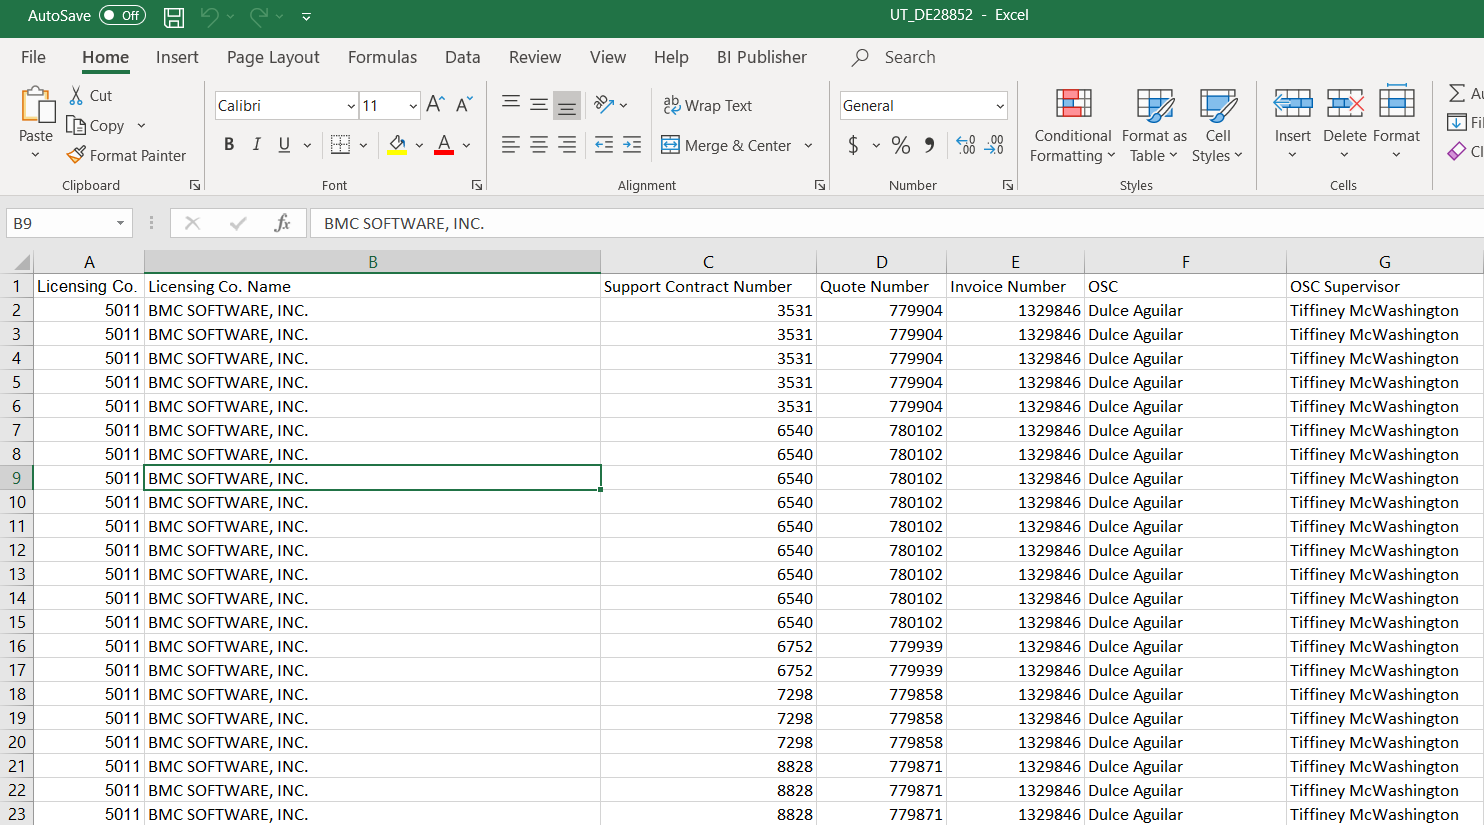 AutoSave Off UT_DE28852 - Excel
File Home Insert Page Layout Formulas Data Review View Help BI Publisher Search
Paste
Cut
Copy
Format Painter
Clipboard
Calibri 11 A A
B I U A
Font
ab Wrap Text
Merge & Center
Alignment
General
$ % 9 .00 .00
Number
Conditional Formatting
Format as Table
Cell Styles
Styles
Insert Delete Format
Cells
B9 fx BMC SOFTWARE, INC.
A B C D E F G
1 Licensing Co. Licensing Co. Name Support Contract Number Quote Number Invoice Number OSC OSC Supervisor
2 5011 BMC SOFTWARE, INC. 3531 779904 1329846 Dulce Aguilar Tiffiney McWashington
3 5011 BMC SOFTWARE, INC. 3531 779904 1329846 Dulce Aguilar Tiffiney McWashington
4 5011 BMC SOFTWARE, INC. 3531 779904 1329846 Dulce Aguilar Tiffiney McWashington
5 5011 BMC SOFTWARE, INC. 3531 779904 1329846 Dulce Aguilar Tiffiney McWashington
6 5011 BMC SOFTWARE, INC. 3531 779904 1329846 Dulce Aguilar Tiffiney McWashington
7 5011 BMC SOFTWARE, INC. 6540 780102 1329846 Dulce Aguilar Tiffiney McWashington
8 5011 BMC SOFTWARE, INC. 6540 780102 1329846 Dulce Aguilar Tiffiney McWashington
9 5011 BMC SOFTWARE, INC. 6540 780102 1329846 Dulce Aguilar Tiffiney McWashington
10 5011 BMC SOFTWARE, INC. 6540 780102 1329846 Dulce Aguilar Tiffiney McWashington
11 5011 BMC SOFTWARE, INC. 6540 780102 1329846 Dulce Aguilar Tiffiney McWashington
12 5011 BMC SOFTWARE, INC. 6540 780102 1329846 Dulce Aguilar Tiffiney McWashington
13 5011 BMC SOFTWARE, INC. 6540 780102 1329846 Dulce Aguilar Tiffiney McWashington
14 5011 BMC SOFTWARE, INC. 6540 780102 1329846 Dulce Aguilar Tiffiney McWashington
15 5011 BMC SOFTWARE, INC. 6540 780102 1329846 Dulce Aguilar Tiffiney McWashington
16 5011 BMC SOFTWARE, INC. 6752 779939 1329846 Dulce Aguilar Tiffiney McWashington
17 5011 BMC SOFTWARE, INC. 6752 779939 1329846 Dulce Aguilar Tiffiney McWashington
18 5011 BMC SOFTWARE, INC. 7298 779858 1329846 Dulce Aguilar Tiffiney McWashington
19 5011 BMC SOFTWARE, INC. 7298 779858 1329846 Dulce Aguilar Tiffiney McWashington
20 5011 BMC SOFTWARE, INC. 7298 779858 1329846 Dulce Aguilar Tiffiney McWashington
21 5011 BMC SOFTWARE, INC. 8828 779871 1329846 Dulce Aguilar Tiffiney McWashington
22 5011 BMC SOFTWARE, INC. 8828 779871 1329846 Dulce Aguilar Tiffiney McWashington
23 5011 BMC SOFTWARE, INC. 8828 779871 1329846 Dulce Aguilar Tiffiney McWashington